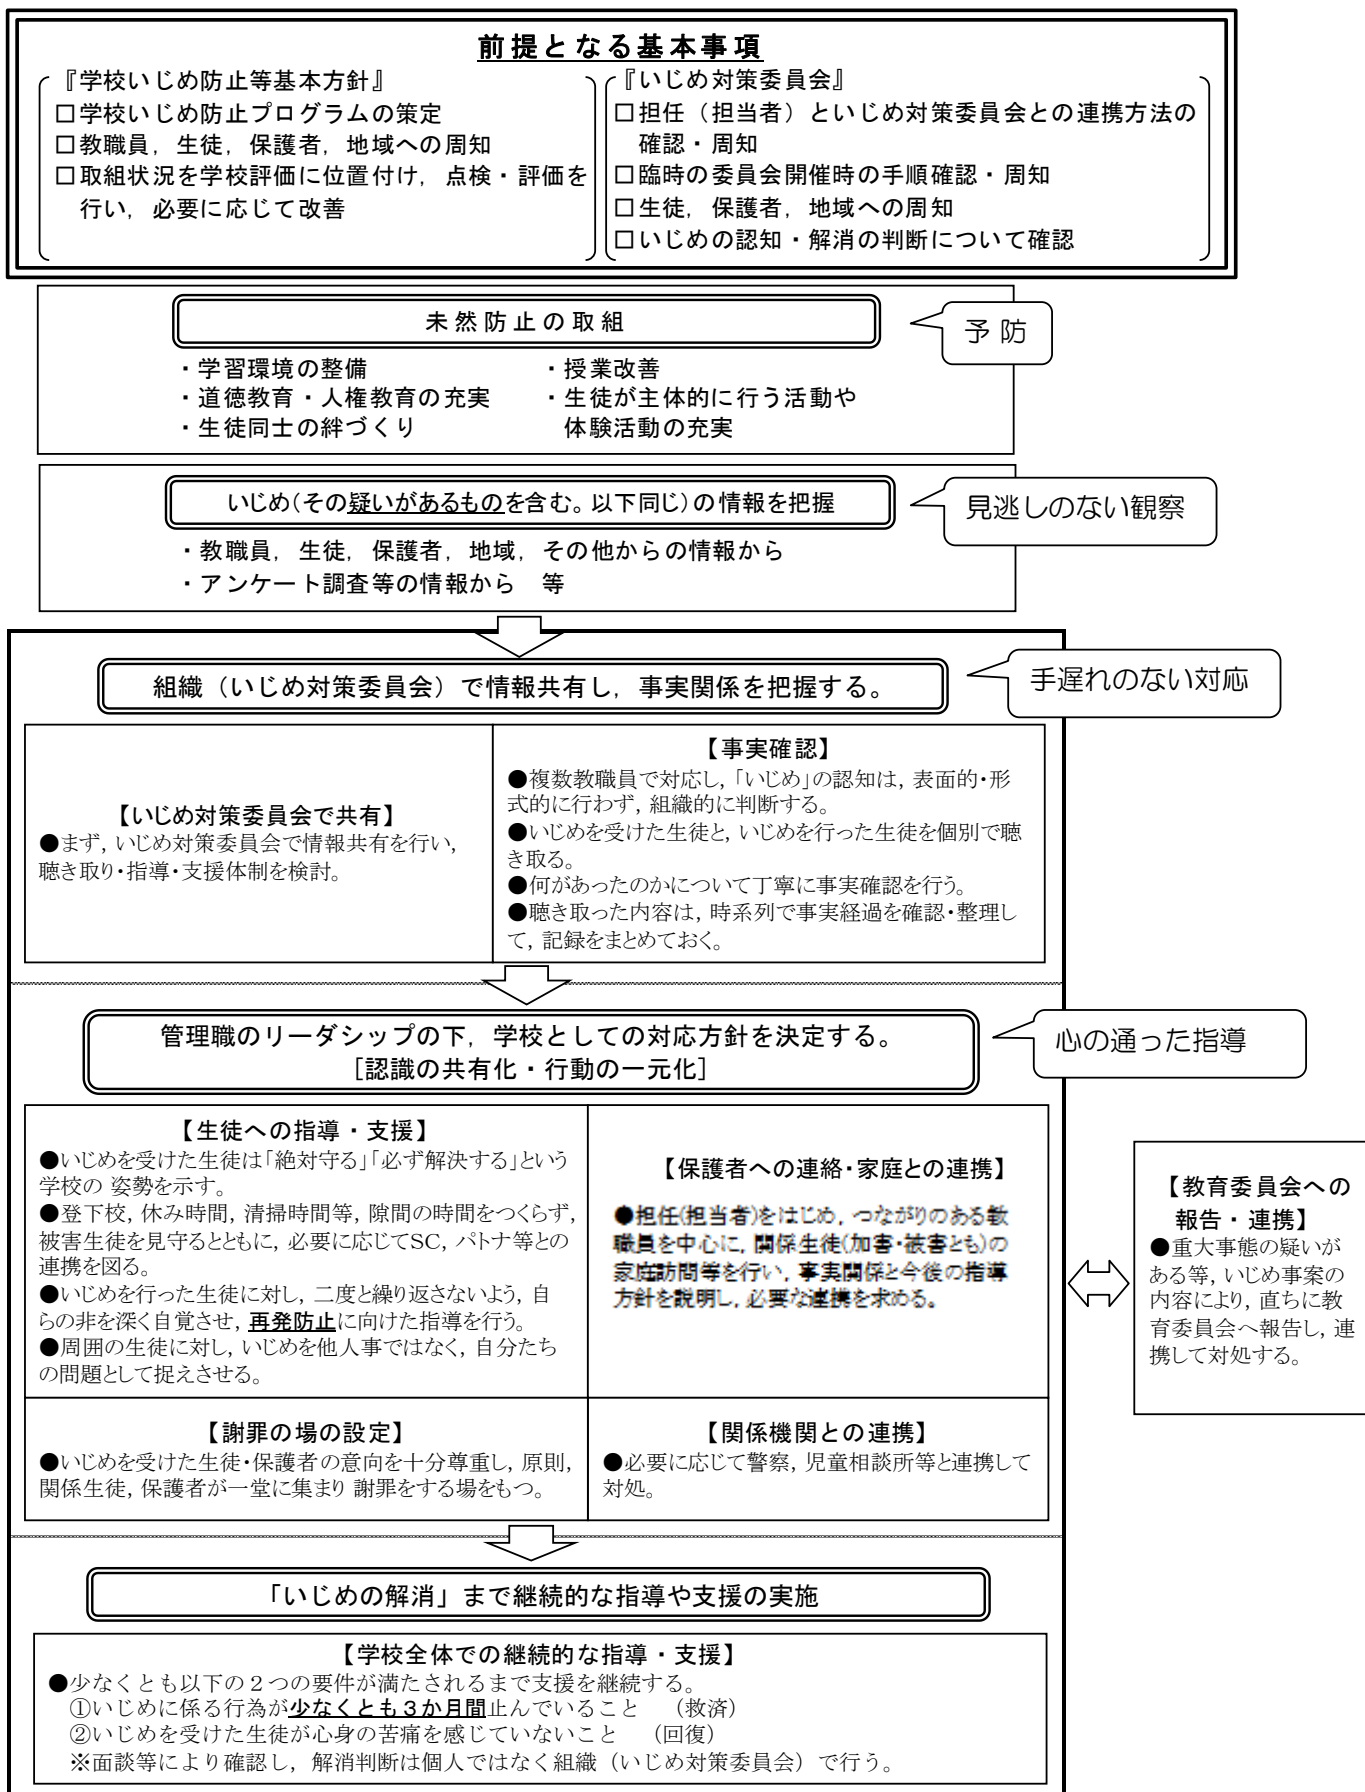 前提となる基本事項
『学校いじめ防止等基本方針』
□学校いじめ防止プログラムの策定
□教職員，生徒，保護者，地域への周知
□取組状況を学校評価に位置付け，点検・評価を
行い，必要に応じて改善
『いじめ対策委員会』
□担任（担当者）といじめ対策委員会との連携方法の
確認・周知
□臨時の委員会開催時の手順確認・周知
□生徒，保護者，地域への周知
□いじめの認知・解消の判断について確認
未然防止の取組
予防
・学習環境の整備
・道徳教育・人権教育の充実
・生徒同士の絆づくり
・授業改善
・生徒が主体的に行う活動や
体験活動の充実
いじめ（その疑いがあるものを含む。以下同じ）の情報を把握
見逃しのない観察
・教職員，生徒，保護者，地域，その他からの情報から
・アンケート調査等の情報から　等
組織（いじめ対策委員会）で情報共有し，事実関係を把握する。
手遅れのない対応
【いじめ対策委員会で共有】
●まず，いじめ対策委員会で情報共有を行い，
聴き取り・指導・支援体制を検討。
【事実確認】
●複数教職員で対応し，「いじめ」の認知は，表面的・形
式的に行わず，組織的に判断する。
●いじめを受けた生徒と，いじめを行った生徒を個別で聴
き取る。
●何があったのかについて丁寧に事実確認を行う。
●聴き取った内容は，時系列で事実経過を確認・整理し
て，記録をまとめておく。
管理職のリーダシップの下，学校としての対応方針を決定する。
［認識の共有化・行動の一元化］
心の通った指導
【生徒への指導・支援】
●いじめを受けた生徒は「絶対守る」「必ず解決する」という
学校の 姿勢を示す。
●登下校，休み時間，清掃時間等，隙間の時間をつくらず，
被害生徒を見守るとともに，必要に応じてSC，パトナ等との
連携を図る。
●いじめを行った生徒に対し，二度と繰り返さないよう，自
らの非を深く自覚させ，再発防止に向けた指導を行う。
●周囲の生徒に対し，いじめを他人事ではなく，自分たち
の問題として捉えさせる。
【保護者への連絡・家庭との連携】
●担任(担当者)をはじめ，つながりのある教
職員を中心に，関係生徒(加害・被害とも)の
家庭訪問等を行い，事実関係と今後の指導
方針を説明し，必要な連携を求める。
【教育委員会への
報告・連携】
●重大事態の疑いが
ある等，いじめ事案の
内容により，直ちに教
育委員会へ報告し，連
携して対処する。
【謝罪の場の設定】
●いじめを受けた生徒・保護者の意向を十分尊重し，原則，
関係生徒，保護者が一堂に集まり 謝罪をする場をもつ。
【関係機関との連携】
●必要に応じて警察，児童相談所等と連携して
対処。
「いじめの解消」まで継続的な指導や支援の実施
【学校全体での継続的な指導・支援】
●少なくとも以下の２つの要件が満たされるまで支援を継続する。
①いじめに係る行為が少なくとも３か月間止んでいること　（救済）
②いじめを受けた生徒が心身の苦痛を感じていないこと　（回復）
※面談等により確認し，解消判断は個人ではなく組織（いじめ対策委員会）で行う。